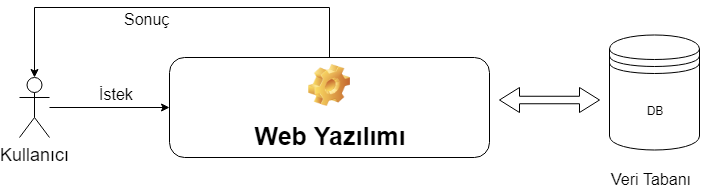 Sonuç
İstek
Kullanıcı
Web Yazılımı
DB
Veri Tabanı